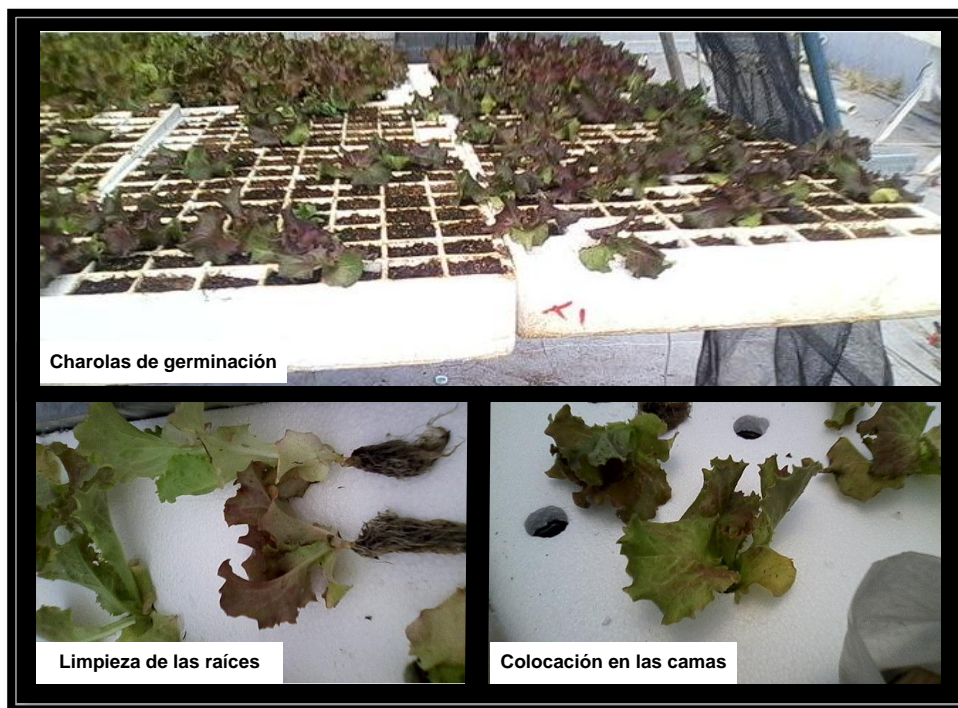 Charolas de germinación
Limpieza de las raíces
Colocación en las camas